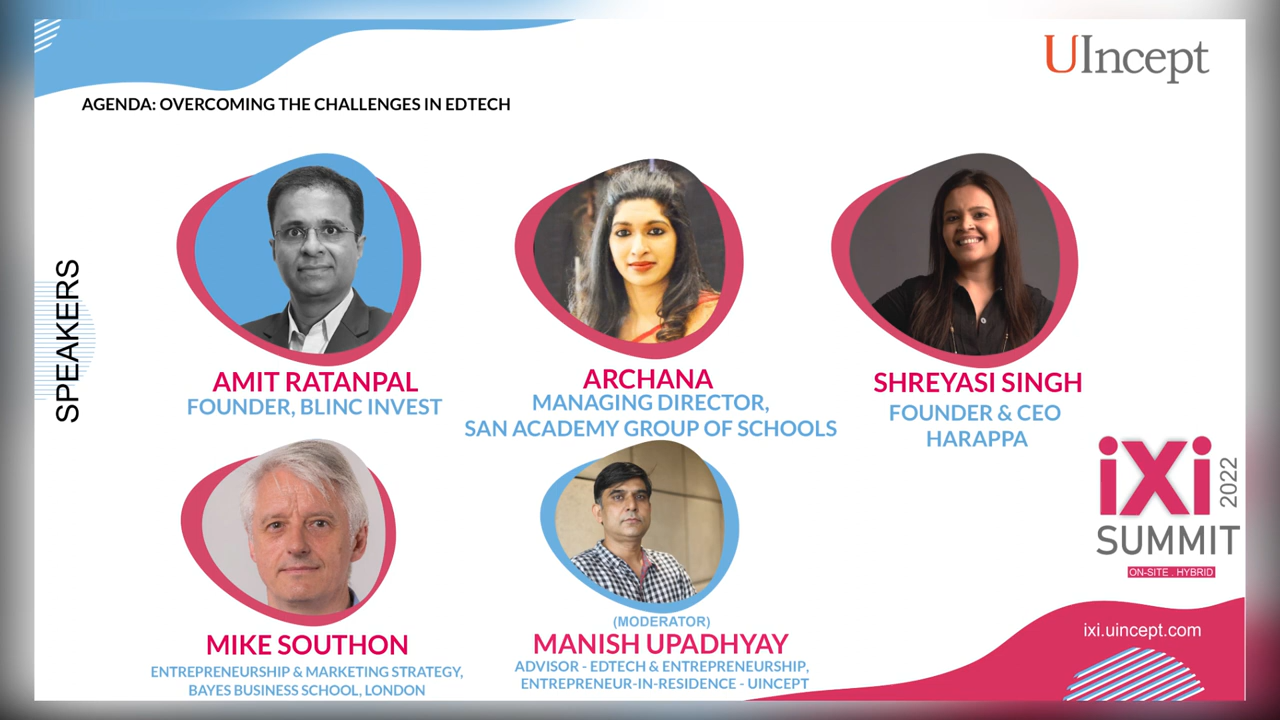 UIncept
AGENDA: OVERCOMING THE CHALLENGES IN EDTECH
SPEAKERS
AMIT RATANPAL
FOUNDER, BLINC INVEST
ARCHANA
MANAGING DIRECTOR,
SAN ACADEMY GROUP OF SCHOOLS
SHREYASI SINGH
FOUNDER & CEO
HARAPPA
MIKE SOUTHON
ENTREPRENEURSHIP & MARKETING STRATEGY,
BAYES BUSINESS SCHOOL, LONDON
(MODERATOR)
MANISH UPADHYAY
ADVISOR - EDTECH & ENTREPRENEURSHIP,
ENTREPRENEUR-IN-RESIDENCE - UINCEPT
iXi 2022
SUMMIT
ON-SITE . HYBRID
ixi.uincept.com